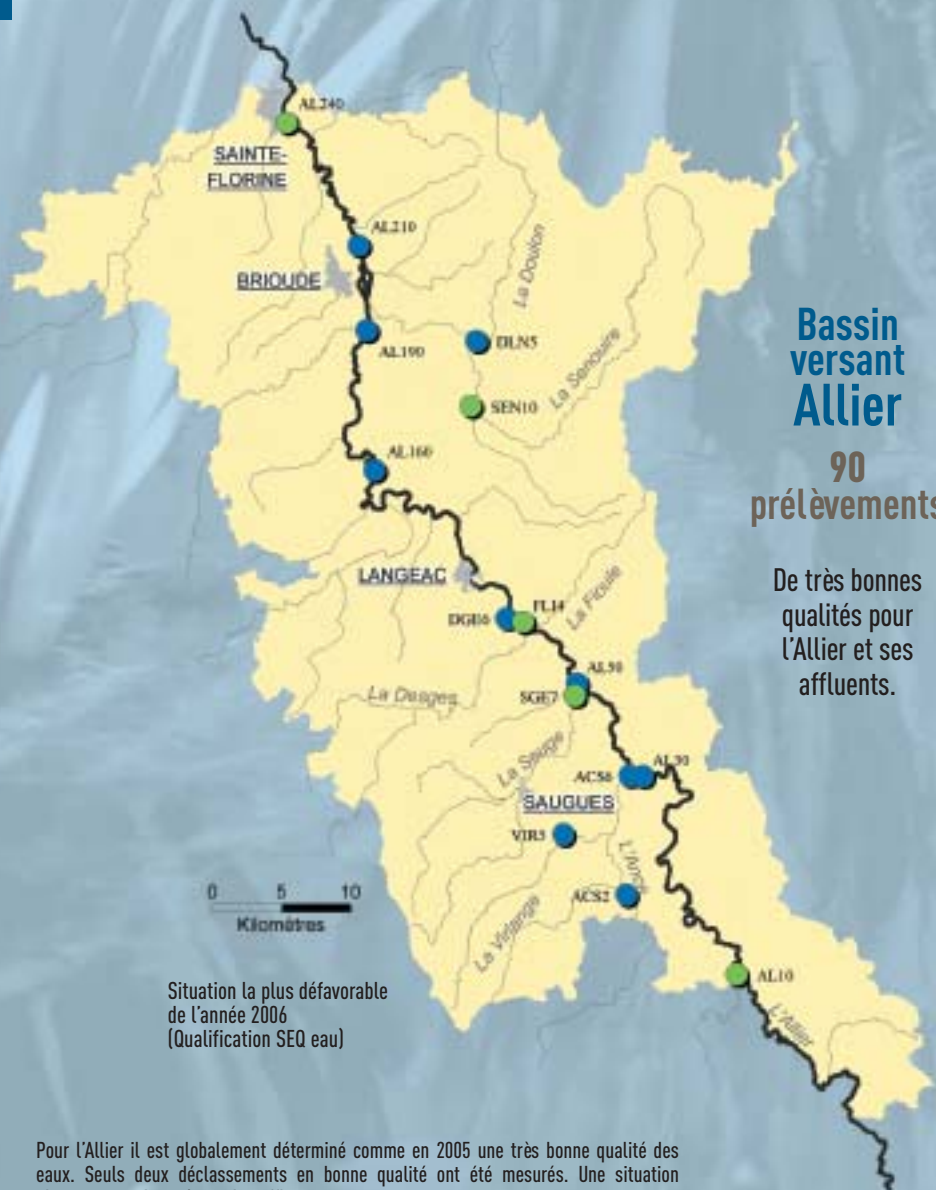 AL240
SAINTE-
FLORINE
AL210
BRIOUDE
La Doulon
AL190
DLN5
La Senouire
SEN10
AL160
LANGEAC
DGE6
FLI4
La Fioule
AL50
La Desges
SGE7
La Seuge
ACS6
AL30
SAUGUES
VIR3
ACS2
La Virlange
AL10
L'Allier
0 5 10
Kilomètres
Bassin
versant
Allier
90
prélèvements
De très bonnes
qualités pour
l'Allier et ses
affluents.
Situation la plus défavorable
de l'année 2006
(Qualification SEQ eau)
Pour l'Allier il est globalement déterminé comme en 2005 une très bonne qualité des
eaux. Seuls deux déclassements en bonne qualité ont été mesurés. Une situation